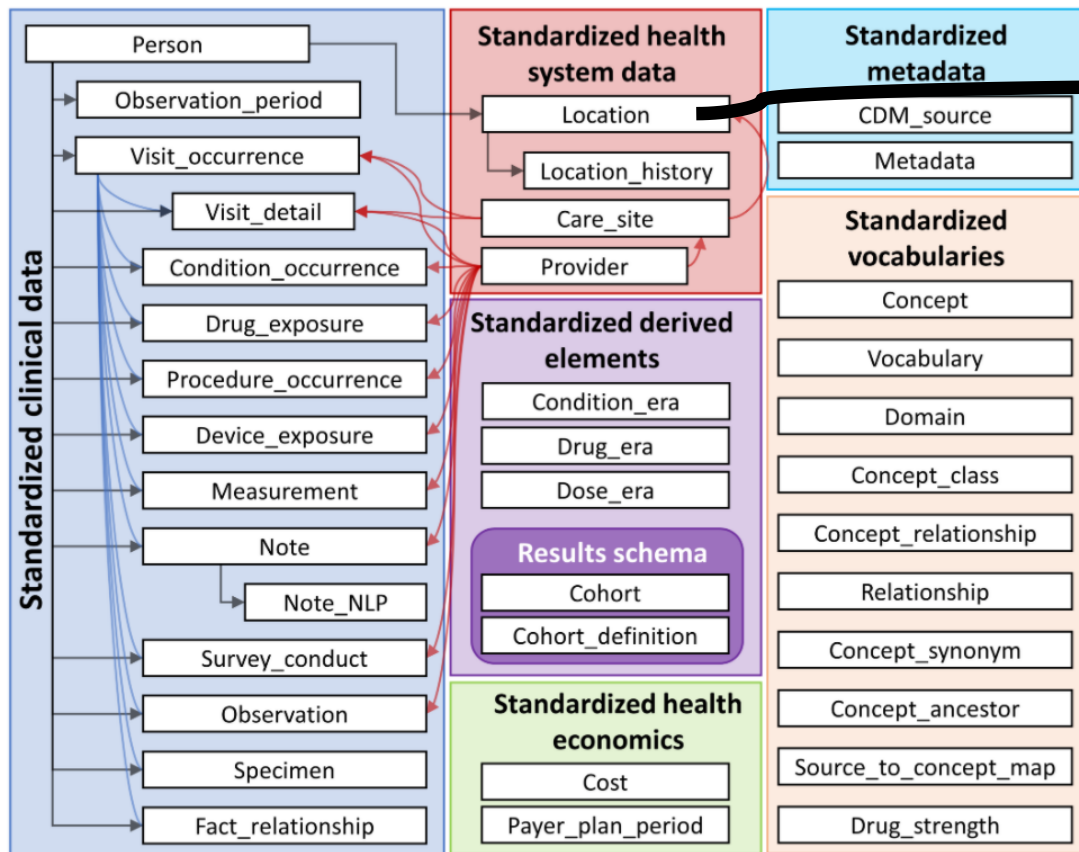 Standardized clinical data
Person
Observation_period
Visit_occurrence
Visit_detail
Condition_occurrence
Drug_exposure
Procedure_occurrence
Device_exposure
Measurement
Note
Note_NLP
Survey_conduct
Observation
Specimen
Fact_relationship
Standardized health
system data
Location
Location_history
Care_site
Provider
Standardized derived
elements
Condition_era
Drug_era
Dose_era
Results schema
Cohort
Cohort_definition
Standardized health
economics
Cost
Payer_plan_period
Standardized
metadata
CDM_source
Metadata
Standardized
vocabularies
Concept
Vocabulary
Domain
Concept_class
Concept_relationship
Relationship
Concept_synonym
Concept_ancestor
Source_to_concept_map
Drug_strength